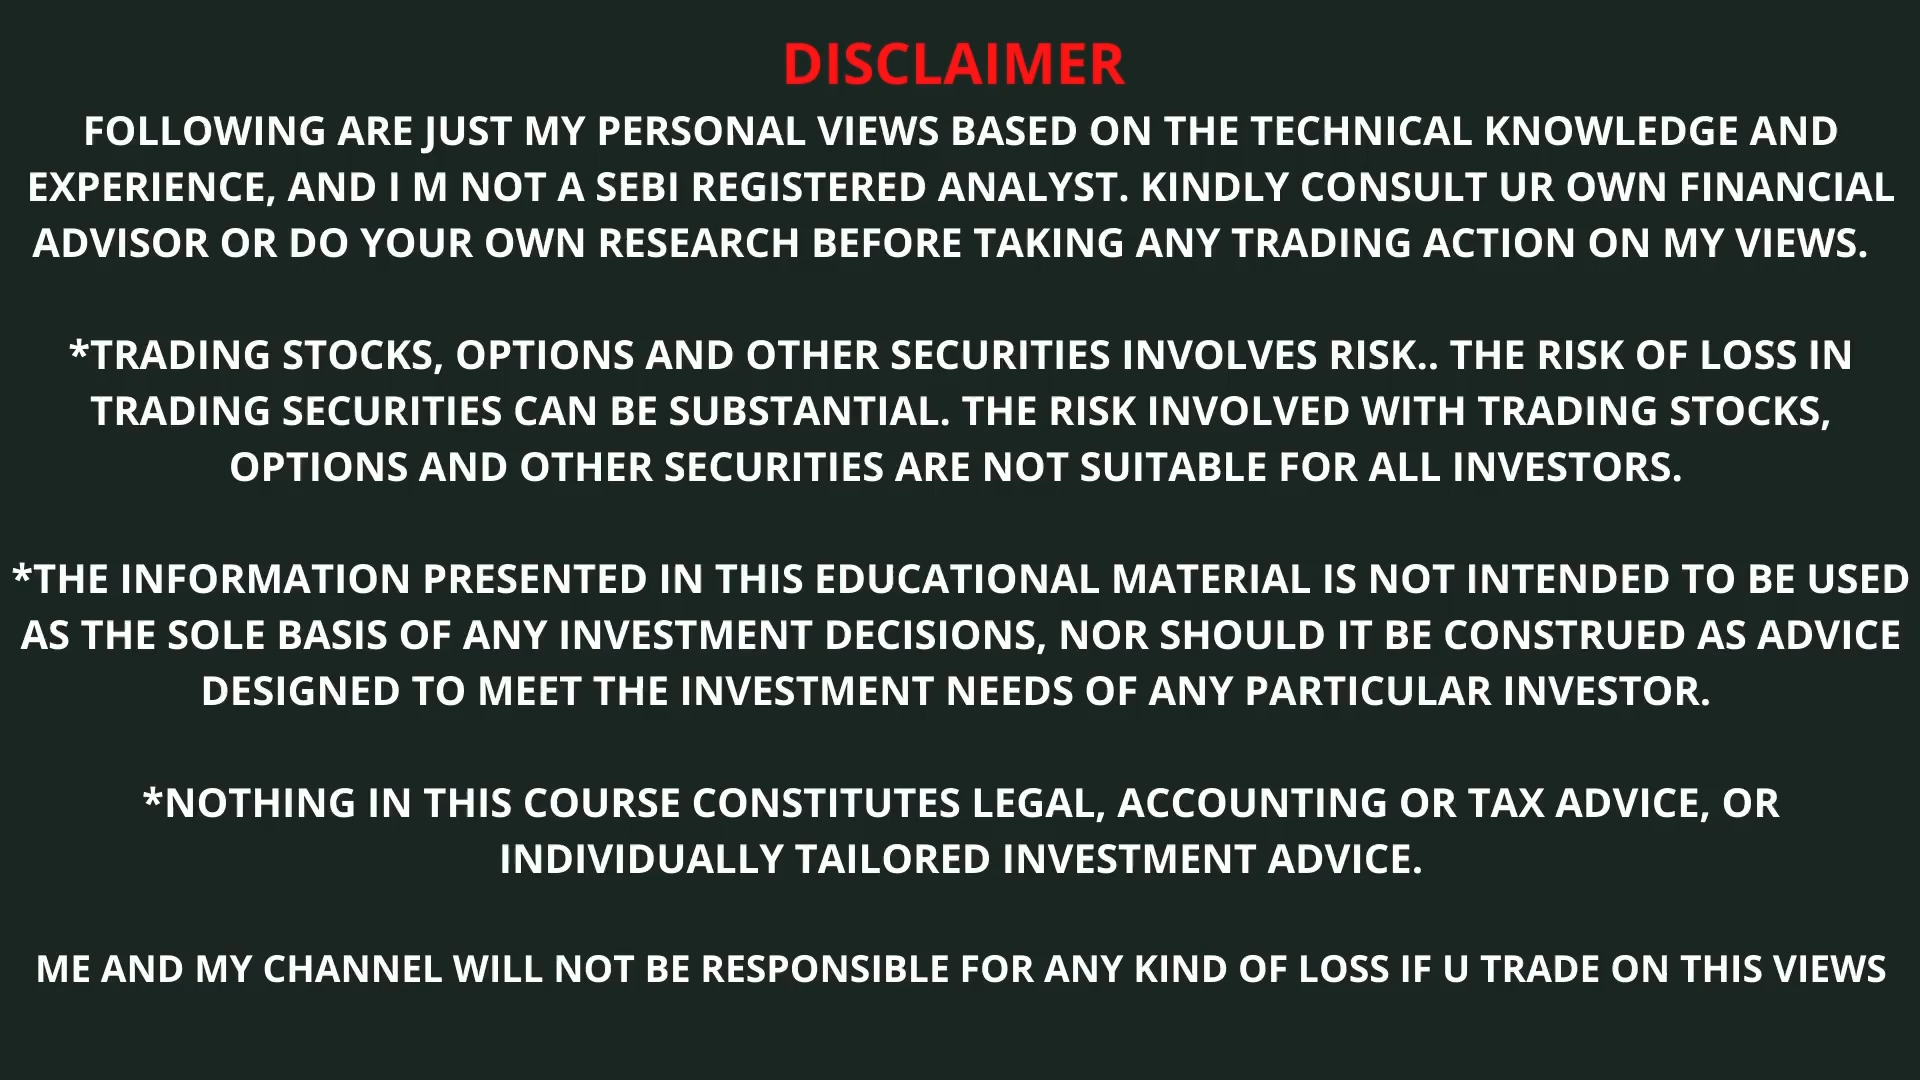 DISCLAIMER
FOLLOWING ARE JUST MY PERSONAL VIEWS BASED ON THE TECHNICAL KNOWLEDGE AND
EXPERIENCE, AND I M NOT A SEBI REGISTERED ANALYST. KINDLY CONSULT UR OWN FINANCIAL
ADVISOR OR DO YOUR OWN RESEARCH BEFORE TAKING ANY TRADING ACTION ON MY VIEWS.
*TRADING STOCKS, OPTIONS AND OTHER SECURITIES INVOLVES RISK.. THE RISK OF LOSS IN
TRADING SECURITIES CAN BE SUBSTANTIAL. THE RISK INVOLVED WITH TRADING STOCKS,
OPTIONS AND OTHER SECURITIES ARE NOT SUITABLE FOR ALL INVESTORS.
*THE INFORMATION PRESENTED IN THIS EDUCATIONAL MATERIAL IS NOT INTENDED TO BE USED
AS THE SOLE BASIS OF ANY INVESTMENT DECISIONS, NOR SHOULD IT BE CONSTRUED AS ADVICE
DESIGNED TO MEET THE INVESTMENT NEEDS OF ANY PARTICULAR INVESTOR.
*NOTHING IN THIS COURSE CONSTITUTES LEGAL, ACCOUNTING OR TAX ADVICE, OR
INDIVIDUALLY TAILORED INVESTMENT ADVICE.
ME AND MY CHANNEL WILL NOT BE RESPONSIBLE FOR ANY KIND OF LOSS IF U TRADE ON THIS VIEWS